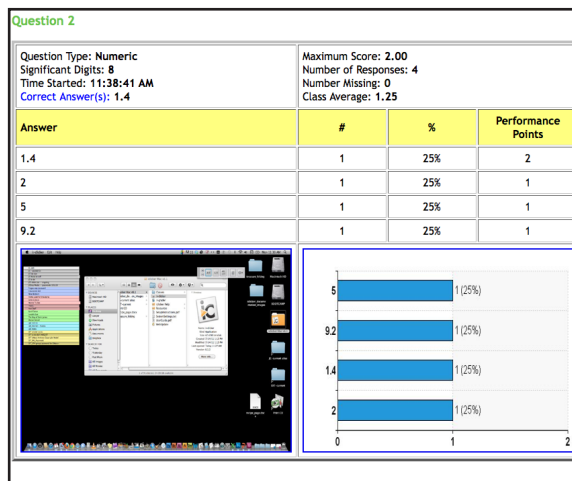 Question 2
Question Type: Numeric
Significant Digits: 8
Time Started: 11:38:41 AM
Correct Answer(s): 1.4
Maximum Score: 2.00
Number of Responses: 4
Number Missing: 0
Class Average: 1.25
Answer # % Performance Points
1.4 1 25% 2
2 1 25% 1
5 1 25% 1
9.2 1 25% 1
5 1 (25%)
9.2 1 (25%)
1.4 1 (25%)
2 1 (25%)
0 1 2